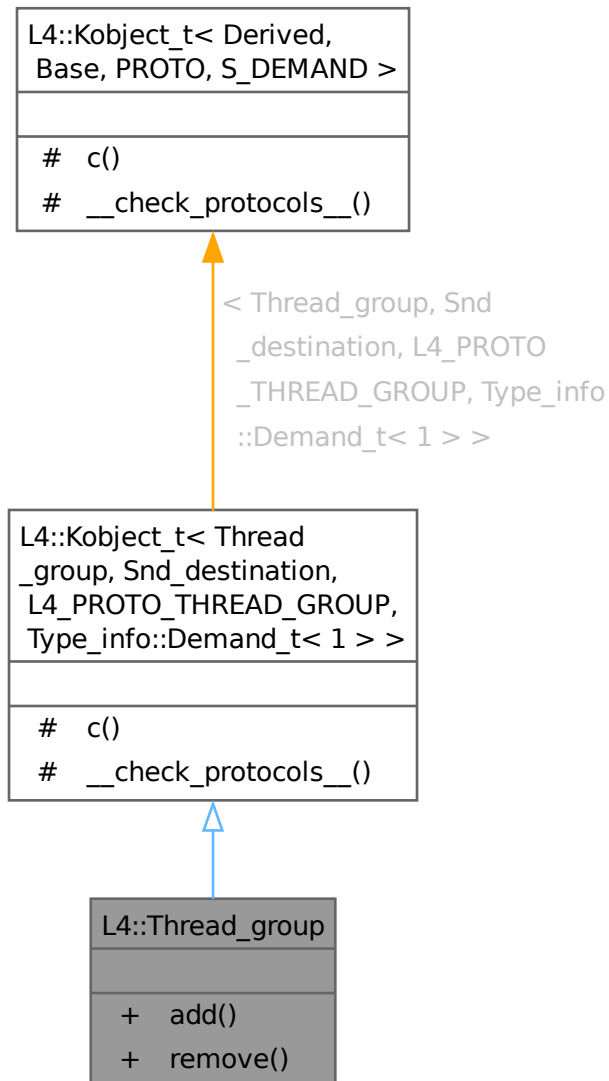 L4::Kobject_t< Derived,
Base, PROTO, S_DEMAND >
# c()
# __check_protocols__()
< Thread_group, Snd
_destination, L4_PROTO
_THREAD_GROUP, Type_info
::Demand_t< 1 > >
L4::Kobject_t< Thread
_group, Snd_destination,
L4_PROTO_THREAD_GROUP,
Type_info::Demand_t< 1 > >
# c()
# __check_protocols__()
L4::Thread_group
+ add()
+ remove()